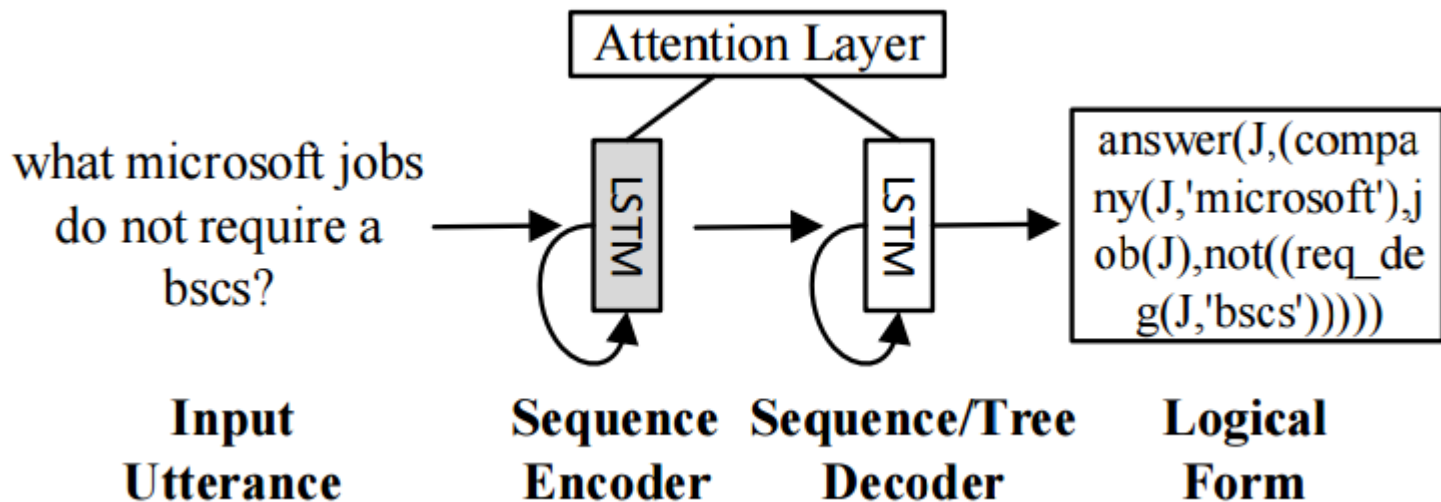 Attention Layer
what microsoft jobs
do not require a
bscs?
LSTM
LSTM
answer(J,(compa
ny(J,'microsoft'),j
ob(J),not((req_de
g(J,'bscs')))))
Input
Utterance
Sequence
Encoder
Sequence/Tree
Decoder
Logical
Form